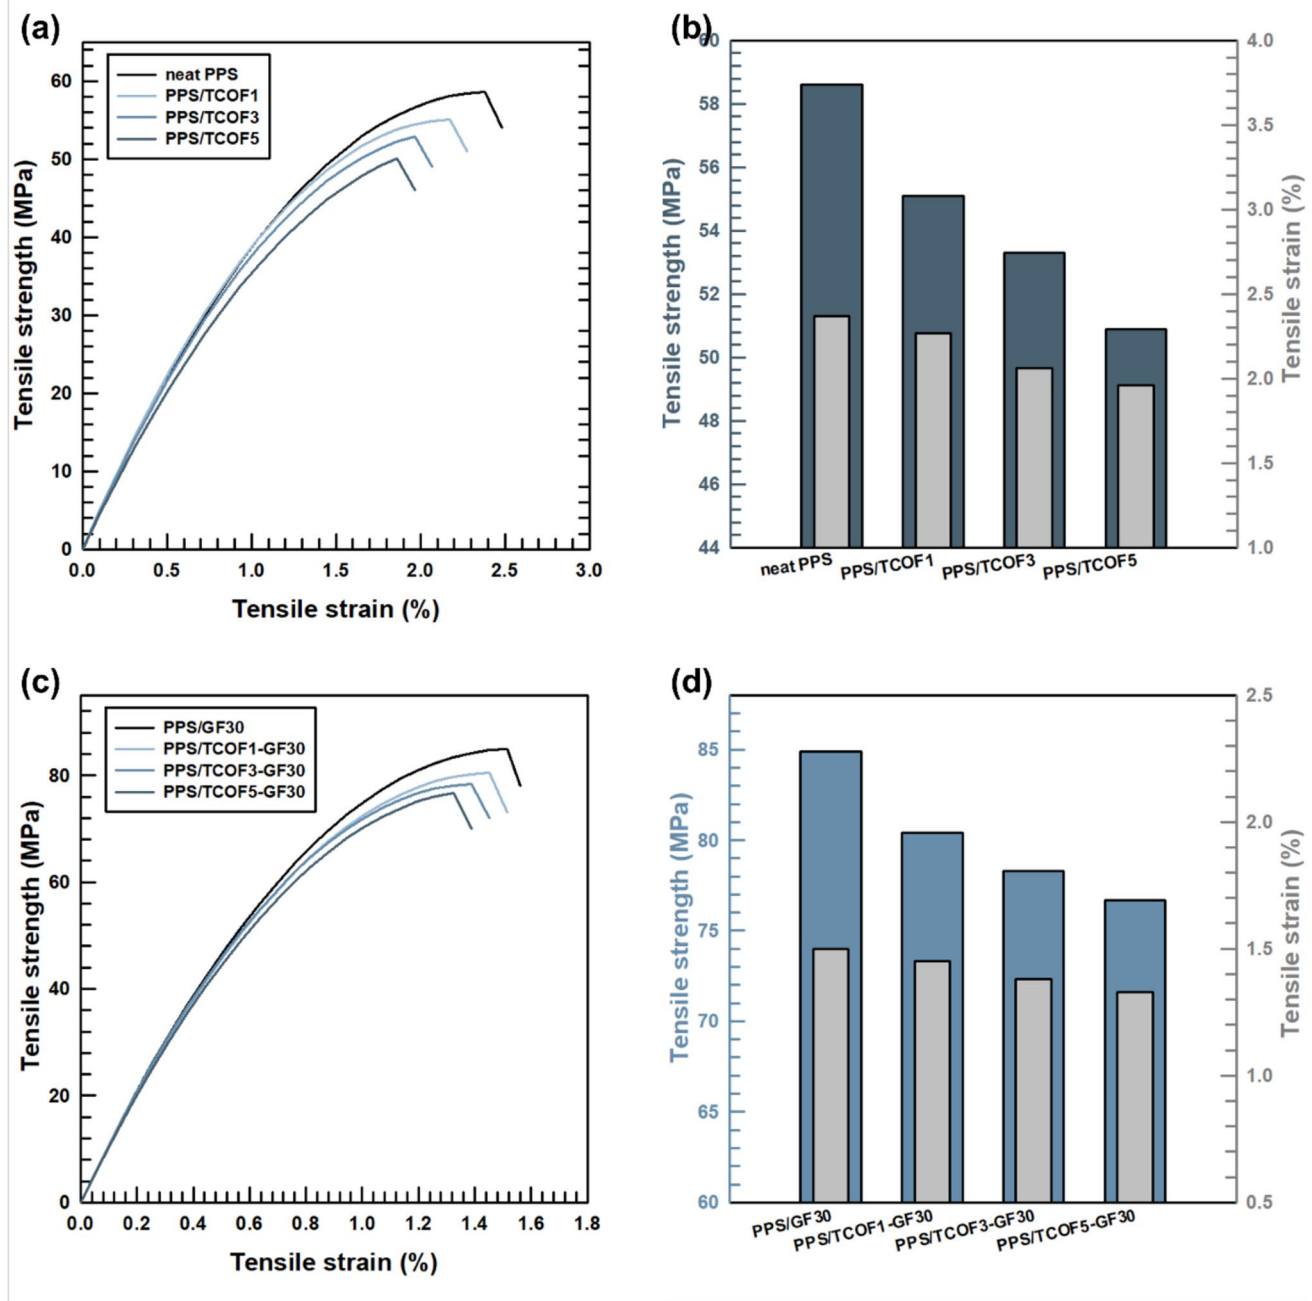 (a)
neat PPS
PPS/TCOF1
PPS/TCOF3
PPS/TCOF5
60
50
40
30
20
10
0
0.0 0.5 1.0 1.5 2.0 2.5 3.0
Tensile strength (MPa)
Tensile strain (%)
(b)
60
58
56
54
52
50
48
46
44
Tensile strength (MPa)
4.0
3.5
3.0
2.5
2.0
1.5
1.0
Tensile strain (%)
neat PPS PPS/TCOF1 PPS/TCOF3 PPS/TCOF5
(c)
PPS/GF30
PPS/TCOF1-GF30
PPS/TCOF3-GF30
PPS/TCOF5-GF30
80
60
40
20
0
0.0 0.2 0.4 0.6 0.8 1.0 1.2 1.4 1.6 1.8
Tensile strength (MPa)
Tensile strain (%)
(d)
85
80
75
70
65
60
Tensile strength (MPa)
2.5
2.0
1.5
1.0
0.5
Tensile strain (%)
PPS/GF30 PPS/TCOF1-GF30 PPS/TCOF3-GF30 PPS/TCOF5-GF30